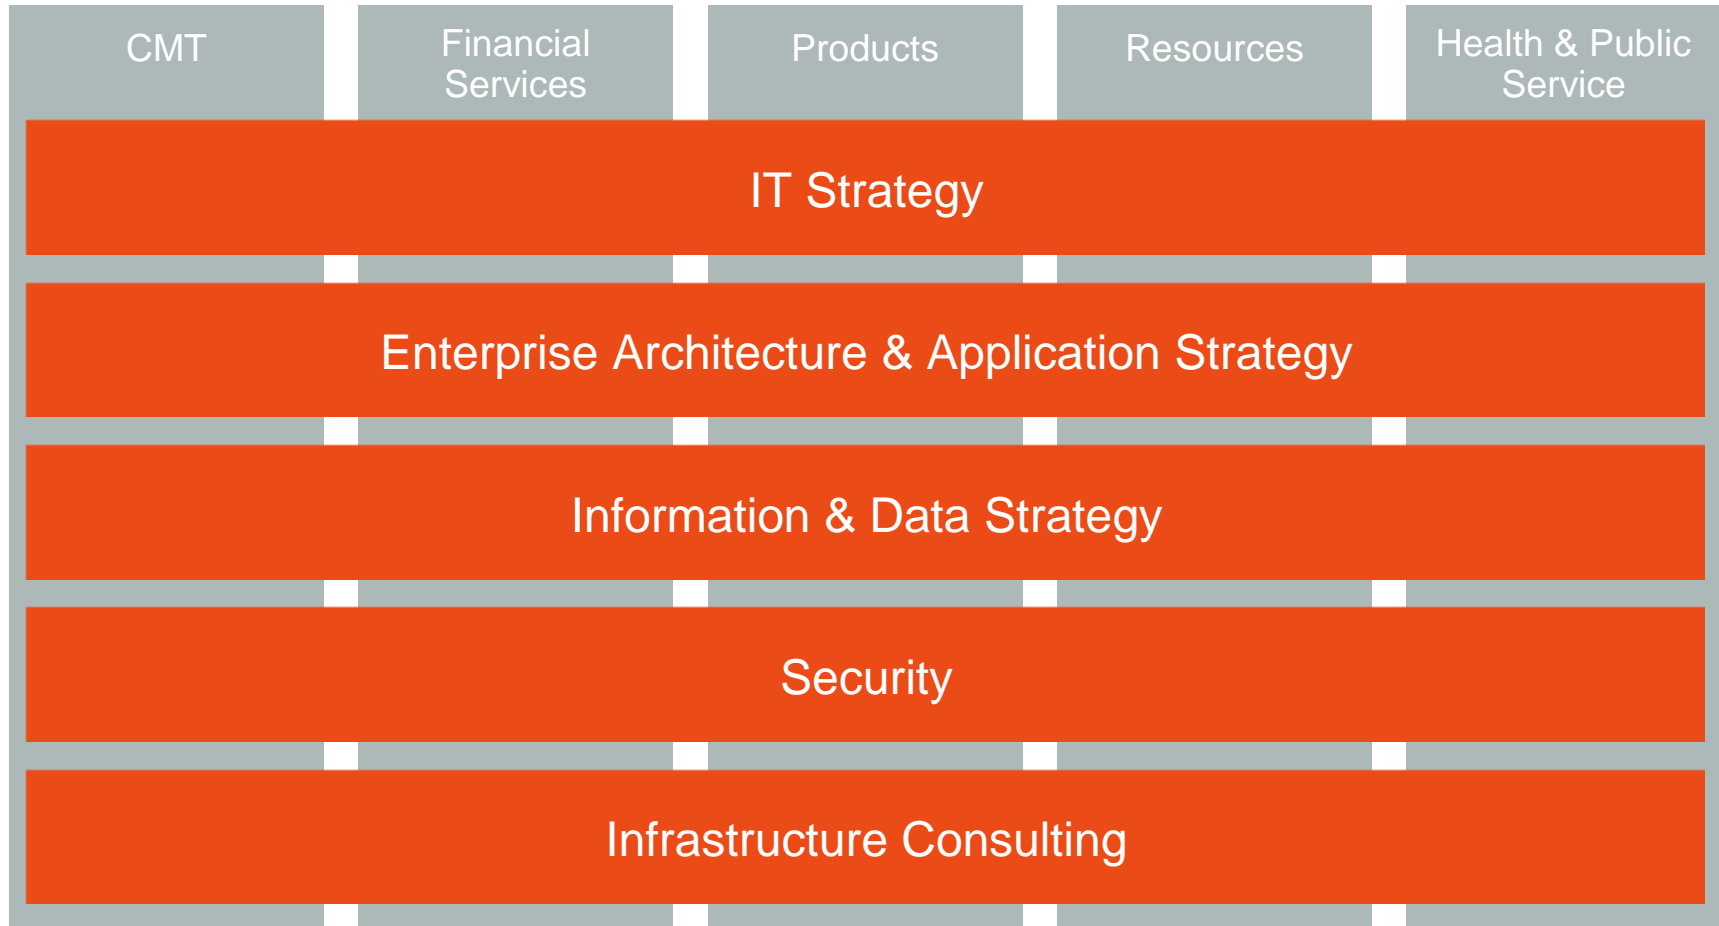 CMT
Financial
Services
Products
Resources
Health & Public
Service
IT Strategy
Enterprise Architecture & Application Strategy
Information & Data Strategy
Security
Infrastructure Consulting